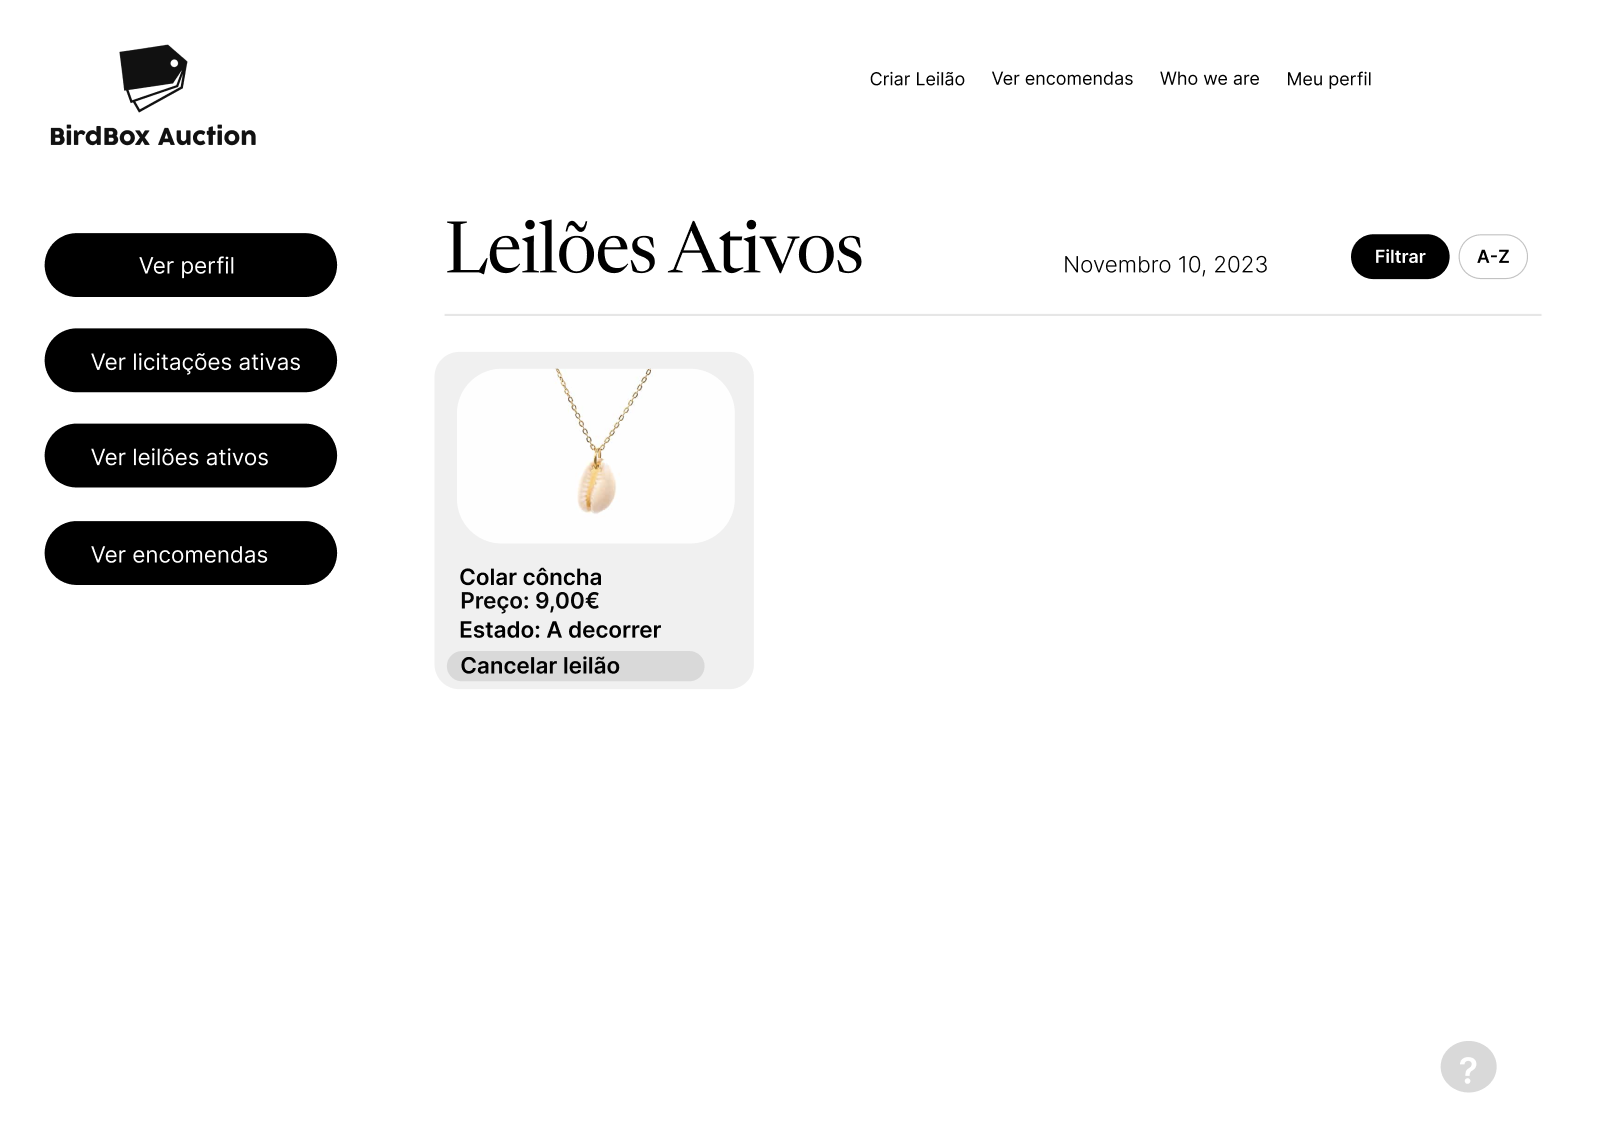 BirdBox Auction
Criar Leilão
Ver encomendas
Who we are
Meu perfil
Ver perfil
Ver licitações ativas
Ver leilões ativos
Ver encomendas
Leilões Ativos
Novembro 10, 2023
Filtrar
A-Z
Colar côncha
Preço: 9,00€
Estado: A decorrer
Cancelar leilão
?